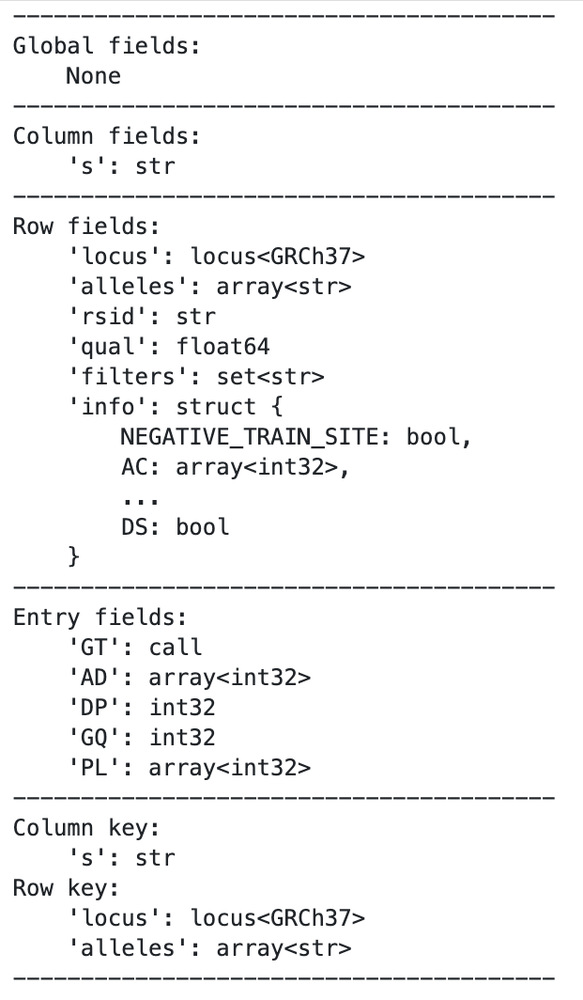 ----------------------------------------
Global fields:
    None
----------------------------------------
Column fields:
    's': str
----------------------------------------
Row fields:
    'locus': locus<GRCh37>
    'alleles': array<str>
    'rsid': str
    'qual': float64
    'filters': set<str>
    'info': struct {
        NEGATIVE_TRAIN_SITE: bool,
        AC: array<int32>,
        ...
        DS: bool
    }
----------------------------------------
Entry fields:
    'GT': call
    'AD': array<int32>
    'DP': int32
    'GQ': int32
    'PL': array<int32>
----------------------------------------
Column key:
    's': str
Row key:
    'locus': locus<GRCh37>
    'alleles': array<str>
----------------------------------------